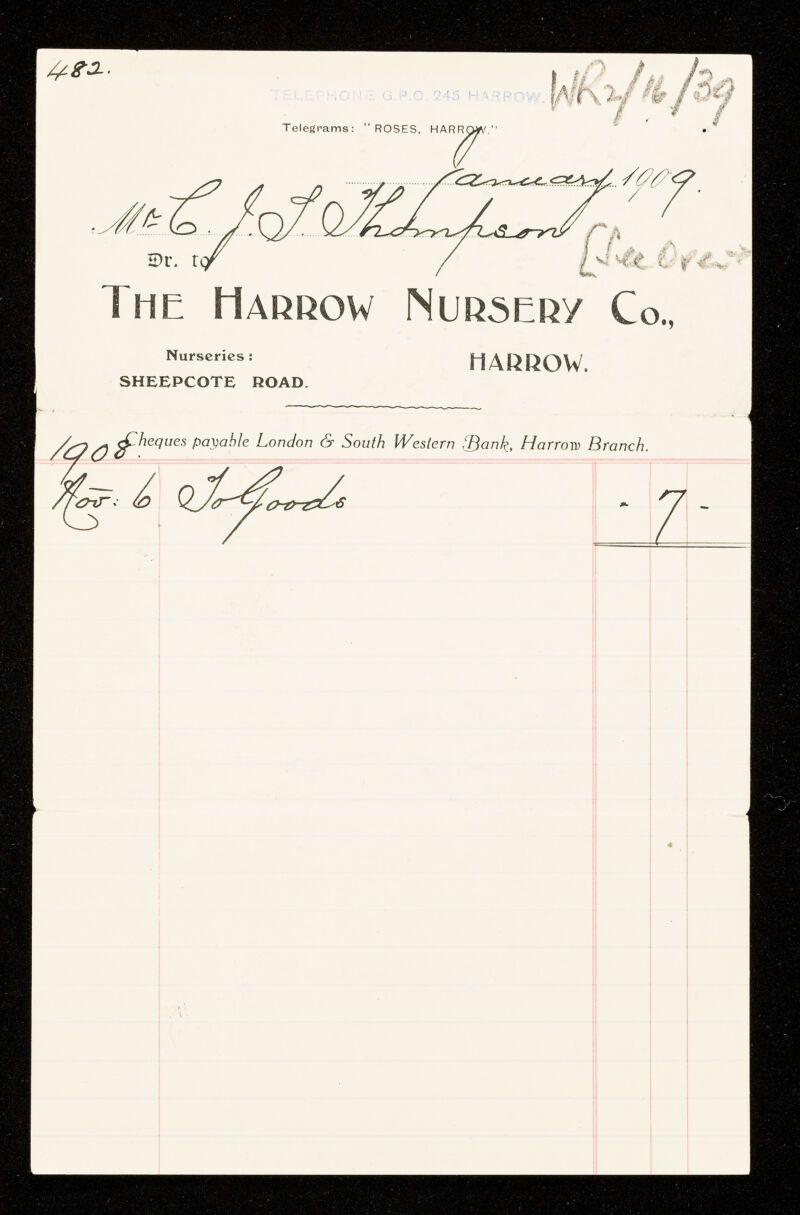 482.
WR2/16/39
TELEPHONE G.P.O. 245 HARROW.
Telegrams: "ROSES, HARROW."
January 1909.
Mr C. J. S. Thompson
[See Over]
Dr. to
THE HARROW NURSERY CO.,
Nurseries:
HARROW.
SHEEPCOTE ROAD.
Cheques payable London & South Western Bank, Harrow Branch.
1908.
Nov: 6 To Goods - 7 -